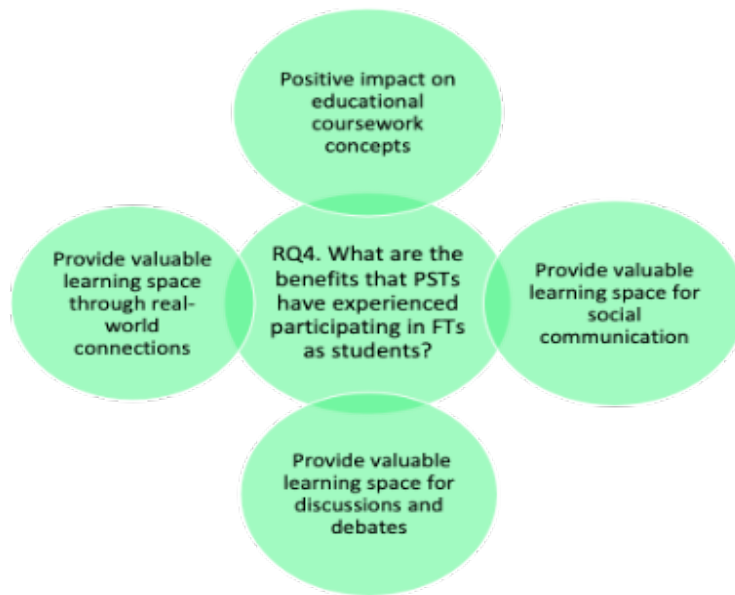 Positive impact on
educational
coursework
concepts
Provide valuable
learning space
through real-
world
connections
RQ4. What are the
benefits that PSTs
have experienced
participating in FTs
as students?
Provide valuable
learning space for
social
communication
Provide valuable
learning space for
discussions and
debates